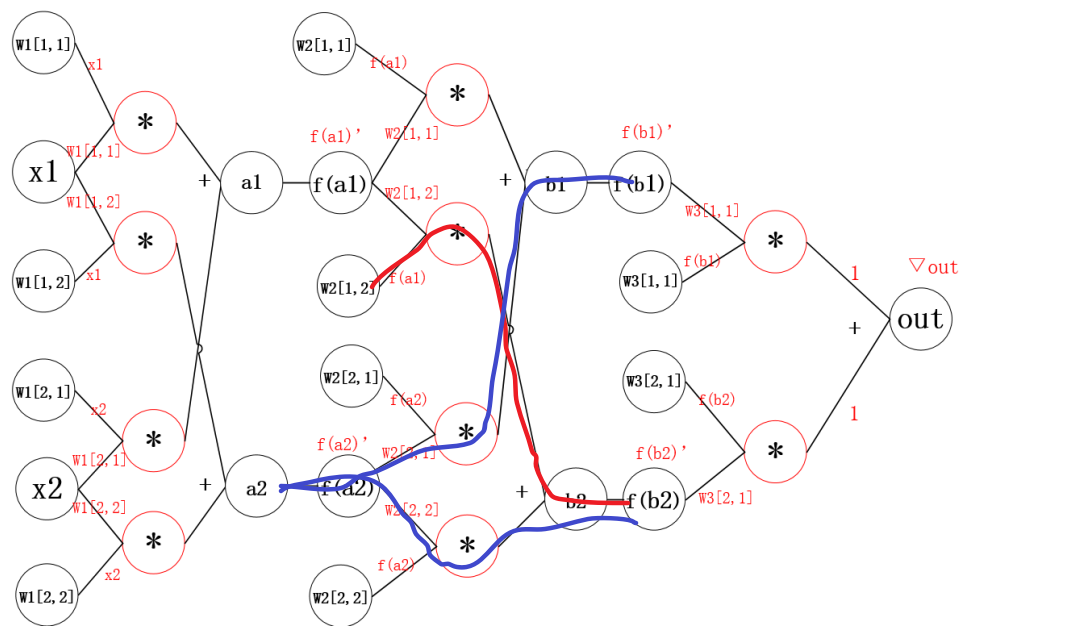 W1[1,1]
x1
*
W1[1,1]
x1
W1[1,2]
*
W1[1,2]
x1
+
a1
f(a1)'
f(a1)
W2[1,1]
f(a1)
*
W2[1,1]
W2[1,2]
*
W2[1,2]
f(a1)
+
b1
f(b1)'
f(b1)
W3[1,1]
*
f(b1)
W3[1,1]
1
▽out
+
out
1
W1[2,1]
x2
*
W1[2,1]
x2
W1[2,2]
*
W1[2,2]
x2
+
a2
f(a2)'
f(a2)
W2[2,1]
f(a2)
*
W2[2,1]
W2[2,2]
*
f(a2)
W2[2,2]
+
b2
f(b2)'
f(b2)
W3[2,1]
f(b2)
*
W3[2,1]